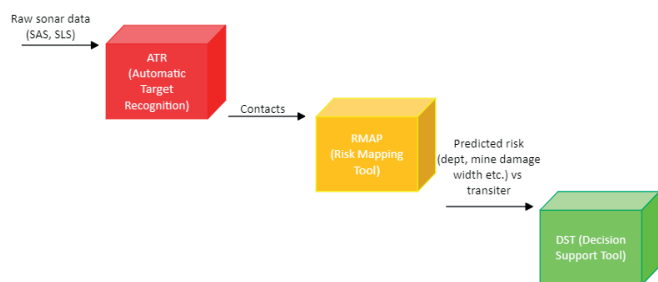 Raw sonar data
(SAS, SLS)
ATR
(Automatic
Target
Recognition)
Contacts
RMAP
(Risk Mapping
Tool)
Predicted risk
(dept, mine damage
width etc.) vs
transiter
DST (Decision
Support Tool)